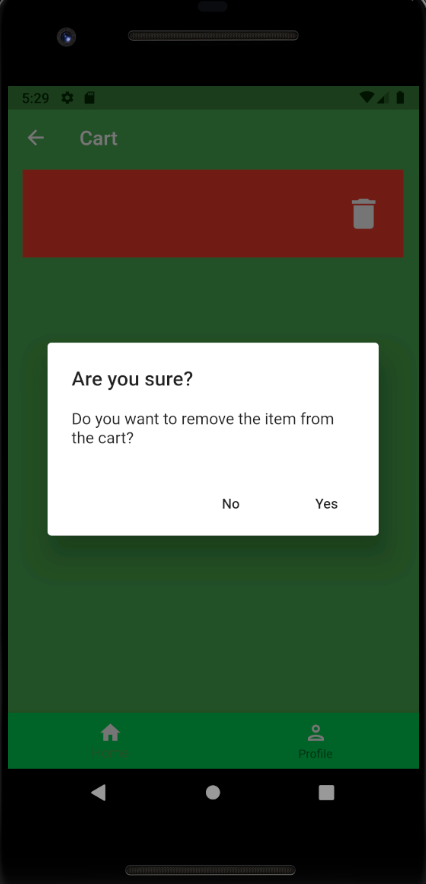 5:29
Cart
Are you sure?
Do you want to remove the item from
the cart?
No
Yes
Profile